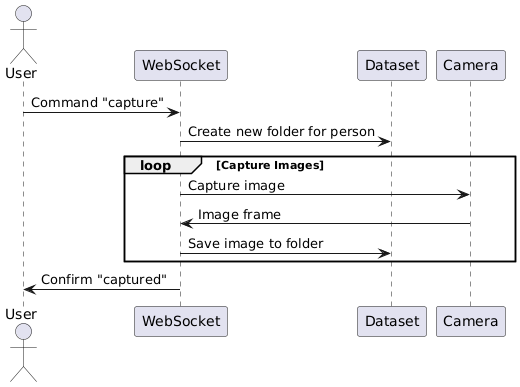 User
WebSocket
Dataset
Camera
Command "capture"
Create new folder for person
loop
[Capture Images]
Capture image
Image frame
Save image to folder
Confirm "captured"
User
WebSocket
Dataset
Camera